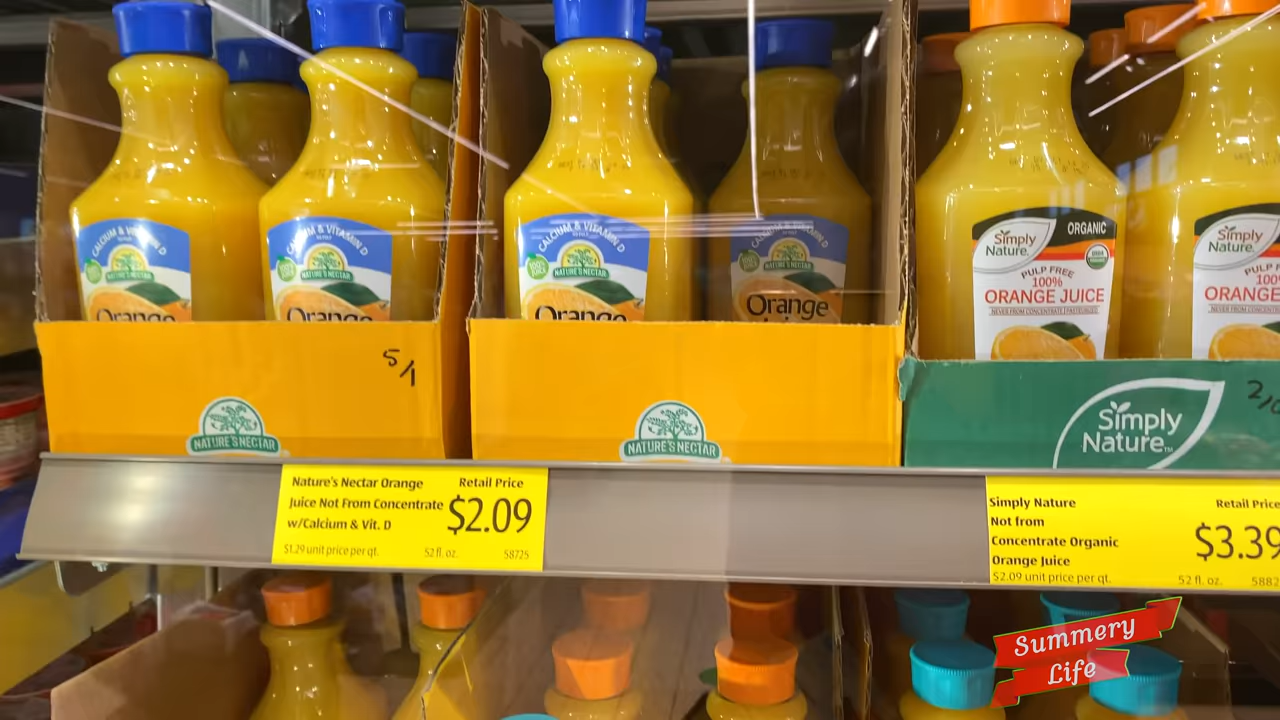 CALCIUM & VITAMIN D
NATURE'S NECTAR
Orange
CALCIUM & VITAMIN D
NATURE'S NECTAR
Orange
CALCIUM & VITAMIN D
NATURE'S NECTAR
Orange
CALCIUM & VITAMIN D
NATURE'S NECTAR
Orange
ORGANIC
Simply
Nature.
PULP FREE
100%
ORANGE JUICE
NEVER FROM CONCENTRATE | PASTEURIZED
Simply
Nature.
PULP F
100
ORANGE
5/1
NATURE'S NECTAR
NATURE'S NECTAR
Simply
Nature™
Nature's Nectar Orange
Juice Not From Concentrate
w/Calcium & Vit. D
Retail Price
$2.09
$1.29 unit price per qt.
52 fl. oz.
58725
Simply Nature
Not from
Concentrate Organic
Orange Juice
Retail Price
$3.39
$2.09 unit price per qt.
52 fl. oz.
5882
Summery
Life